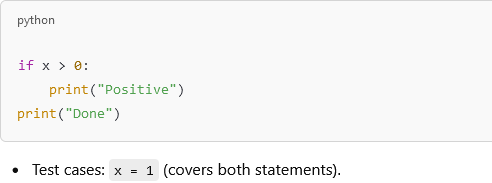 python
if x > 0:
    print("Positive")
print("Done")
• Test cases: x = 1 (covers both statements).